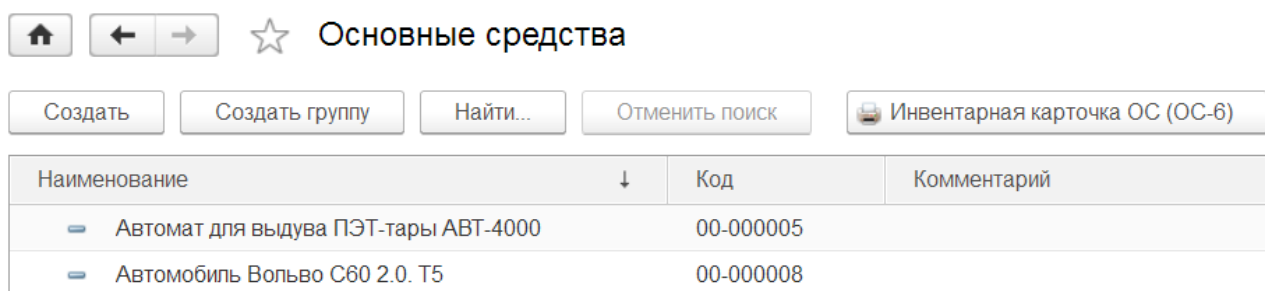 Основные средства
Создать Создать группу Найти... Отменить поиск Инвентарная карточка ОС (ОС-6)
Наименование ↓ Код Комментарий
Автомат для выдува ПЭТ-тары АВТ-4000 00-000005
Автомобиль Вольво С60 2.0. Т5 00-000008